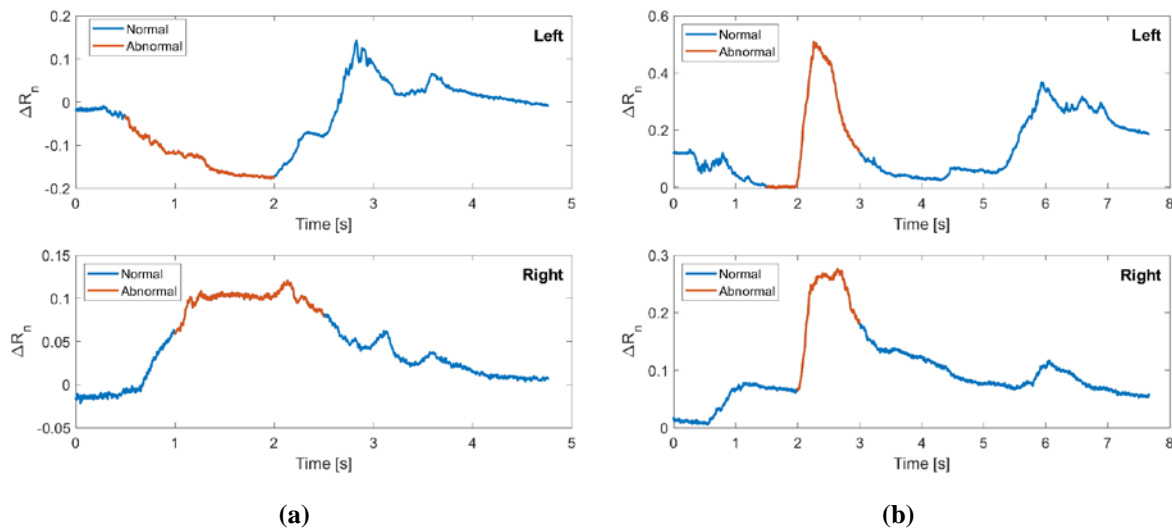 0.2
Normal
Abnormal
Left
0.1
0
-0.1
-0.2
ΔR_n
0 1 2 3 4 5
Time [s]
0.15
Normal
Abnormal
Right
0.1
0.05
0
-0.05
ΔR_n
0 1 2 3 4 5
Time [s]
(a)
0.6
Normal
Abnormal
Left
0.4
0.2
0
ΔR_n
0 1 2 3 4 5 6 7 8
Time [s]
0.3
Normal
Abnormal
Right
0.2
0.1
0
ΔR_n
0 1 2 3 4 5 6 7 8
Time [s]
(b)